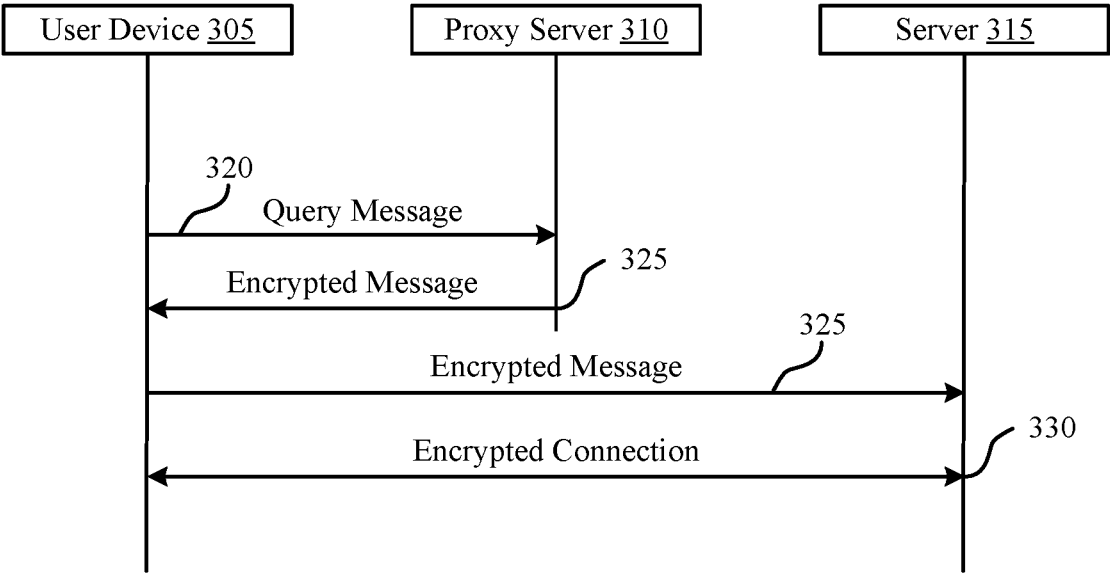 User Device 305
Proxy Server 310
Server 315
320
Query Message
325
Encrypted Message
325
Encrypted Message
330
Encrypted Connection